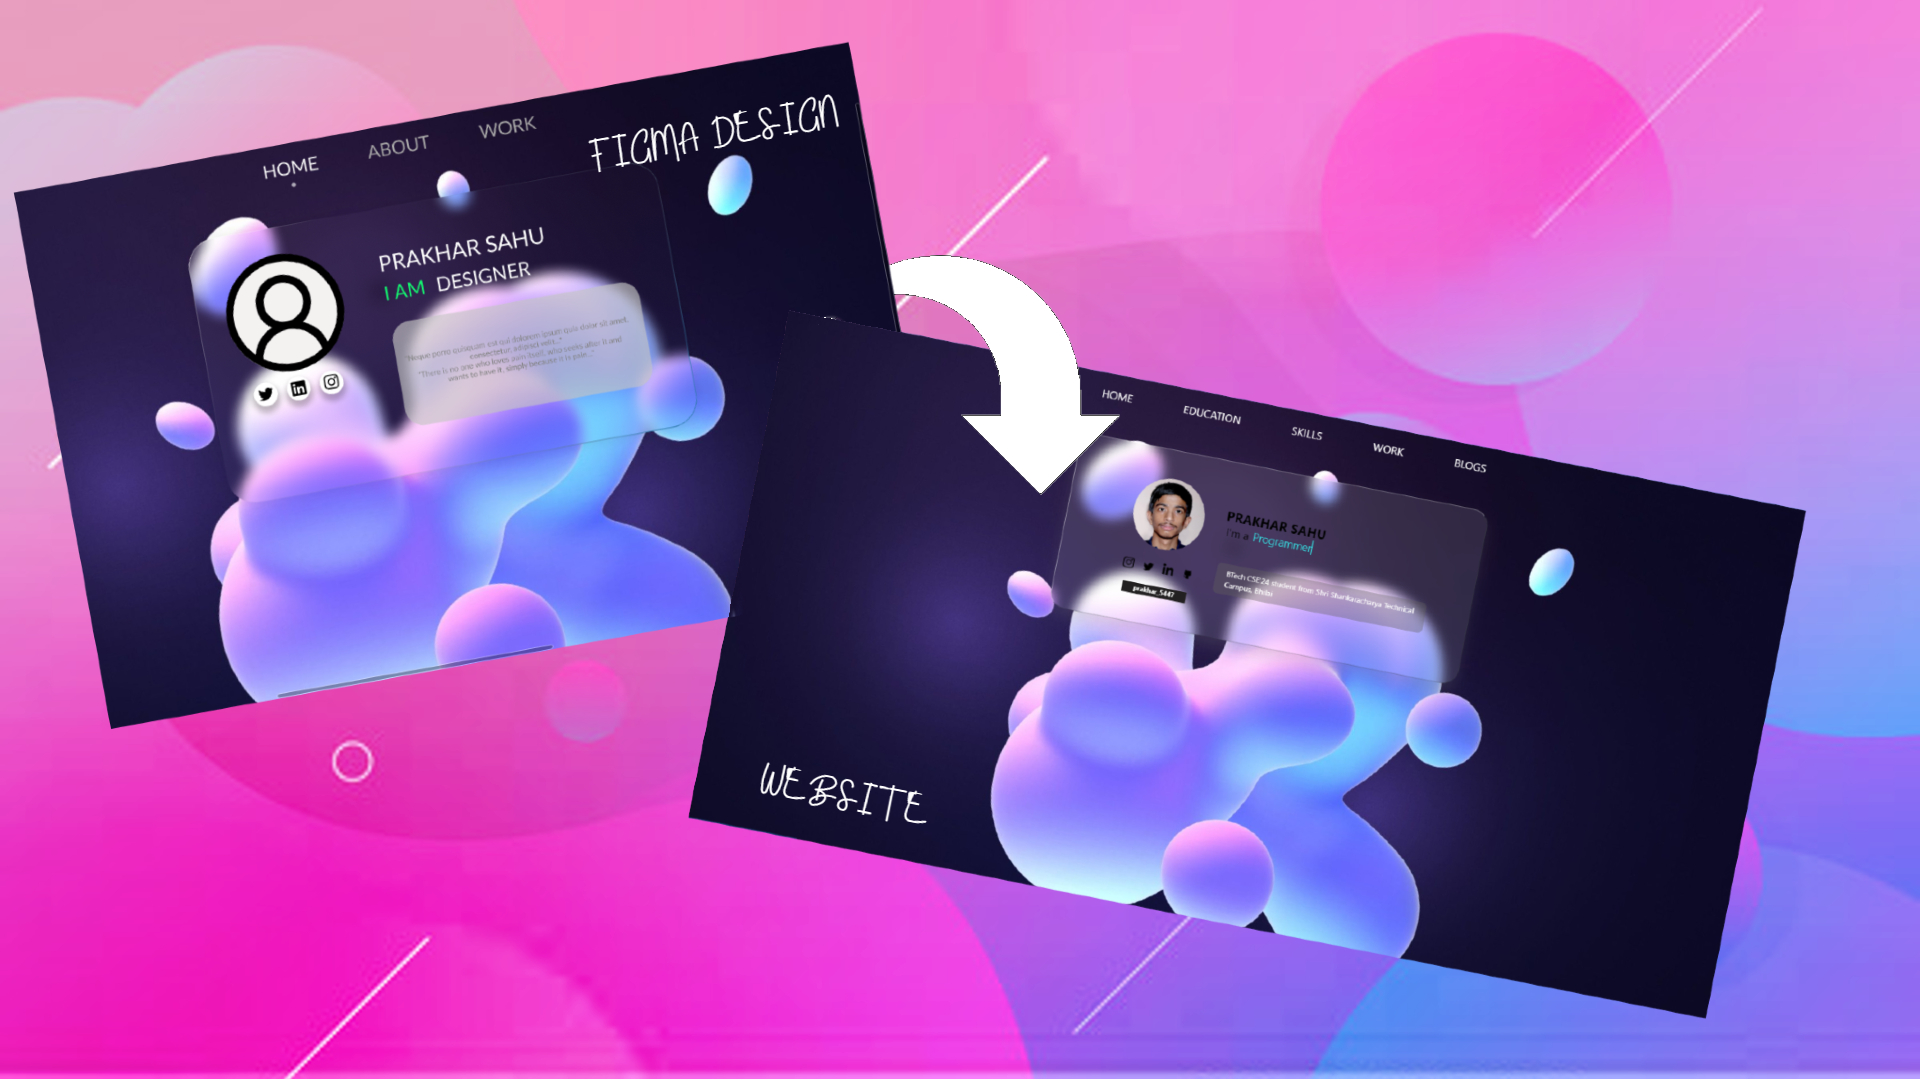 HOME ABOUT WORK
FIGMA DESIGN
PRAKHAR SAHU
I AM DESIGNER
"Neque porro quisquam est qui dolorem ipsum quia dolor sit amet,
consectetur, adipisci velit..."
"There is no one who loves pain itself, who seeks after it and
wants to have it, simply because it is pain..."
in
HOME EDUCATION SKILLS WORK BLOGS
PRAKHAR SAHU
I'm a Programmer
in
prakhar_5447
BTech CSE'24 student from Shri Shankaracharya Technical
Campus, Bhilai
WEBSITE